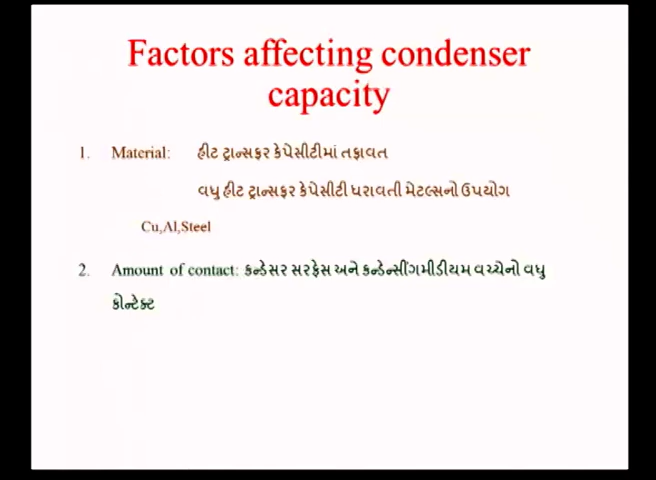 Factors affecting condenser
capacity
1. Material: હીટ ટ્રાન્સફર કેપેસીટીમાં તફાવત
વધુ હીટ ટ્રાન્સફર કેપેસીટી ધરાવતી મેટલ્સનો ઉપયોગ
Cu,Al,Steel
2. Amount of contact: કન્ડેસર સરફેસ અને કન્ડેન્સીંગમીડીયમ વચ્ચેનો વધુ
કોન્ટેક્ટ